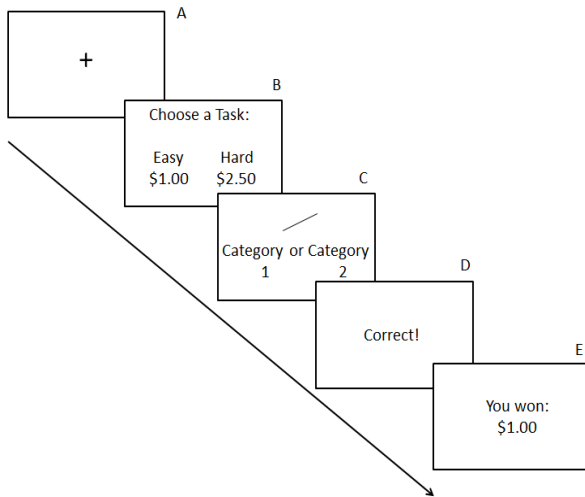 A
+
B
Choose a Task:
Easy Hard
$1.00 $2.50
C
Category or Category
1 2
D
Correct!
E
You won:
$1.00